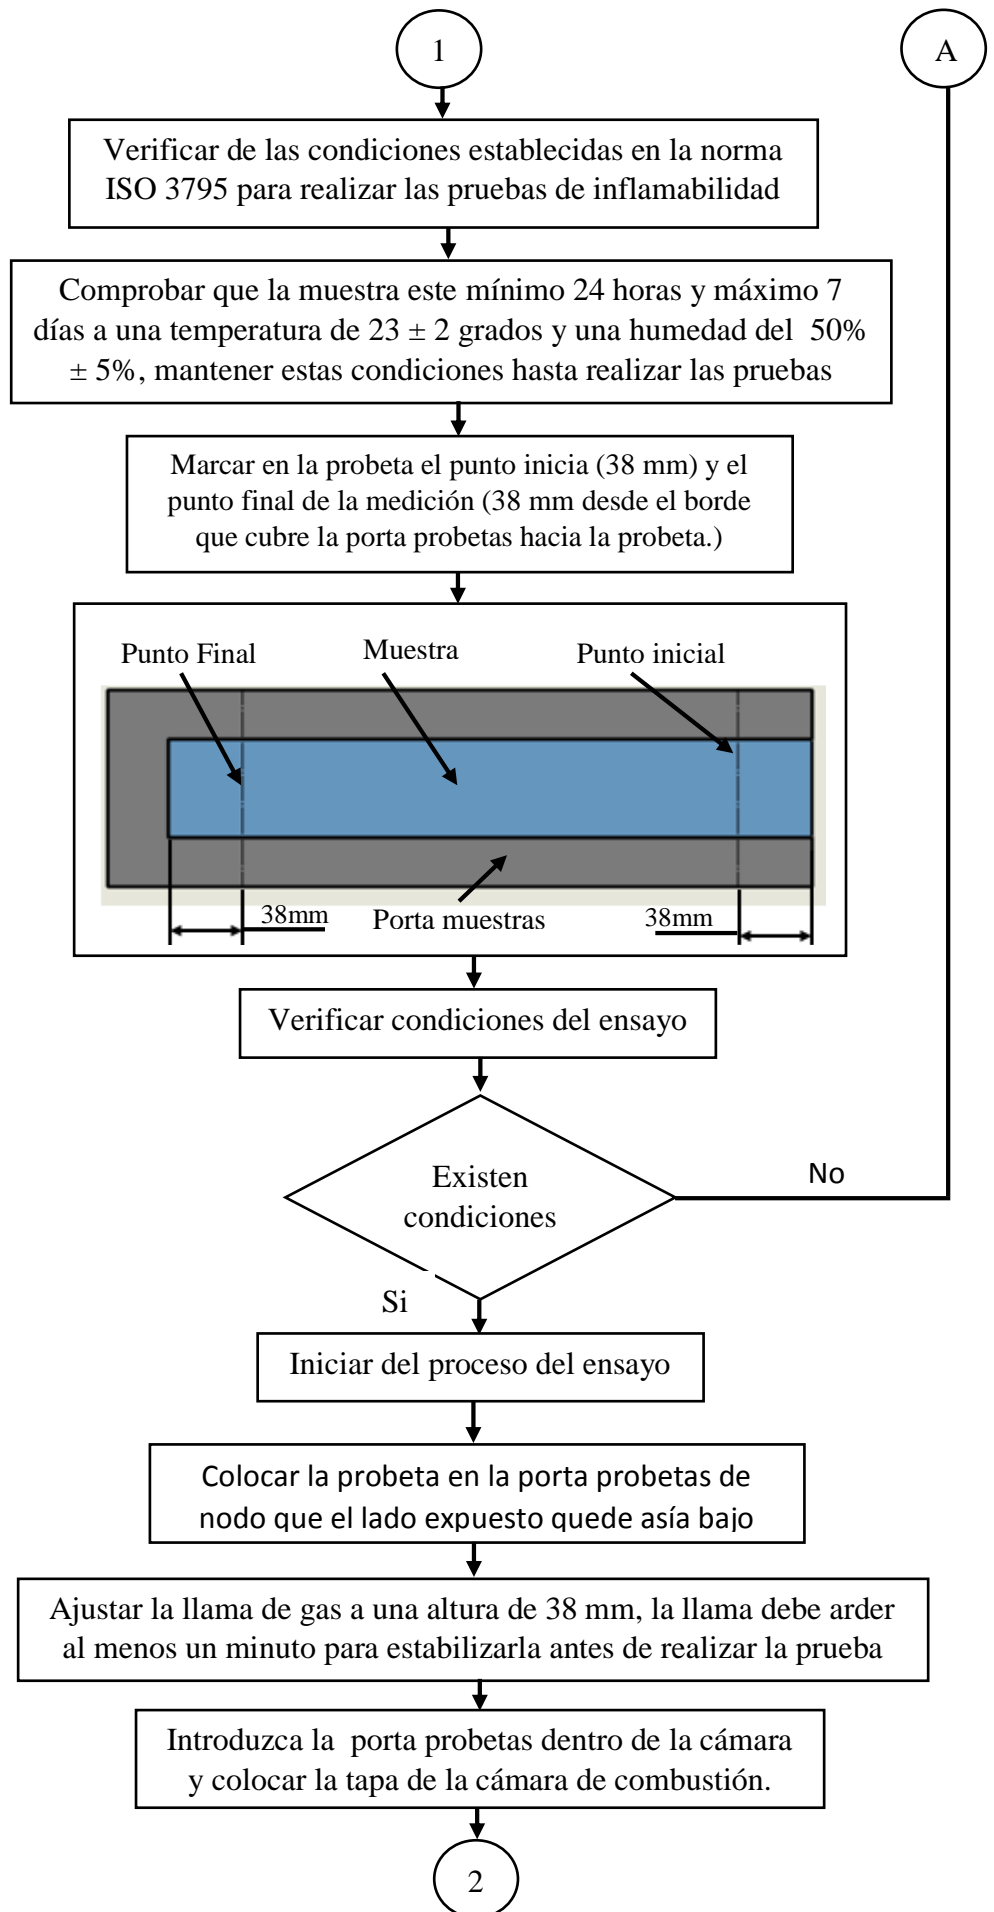 1
A
Verificar de las condiciones establecidas en la norma
ISO 3795 para realizar las pruebas de inflamabilidad
Comprobar que la muestra este mínimo 24 horas y máximo 7
días a una temperatura de 23 ± 2 grados y una humedad del 50%
± 5%, mantener estas condiciones hasta realizar las pruebas
Marcar en la probeta el punto inicia (38 mm) y el
punto final de la medición (38 mm desde el borde
que cubre la porta probetas hacia la probeta.)
Punto Final
Muestra
Punto inicial
38mm
Porta muestras
38mm
Verificar condiciones del ensayo
Existen
condiciones
No
Si
Iniciar del proceso del ensayo
Colocar la probeta en la porta probetas de
nodo que el lado expuesto quede asía bajo
Ajustar la llama de gas a una altura de 38 mm, la llama debe arder
al menos un minuto para estabilizarla antes de realizar la prueba
Introduzca la porta probetas dentro de la cámara
y colocar la tapa de la cámara de combustión.
2